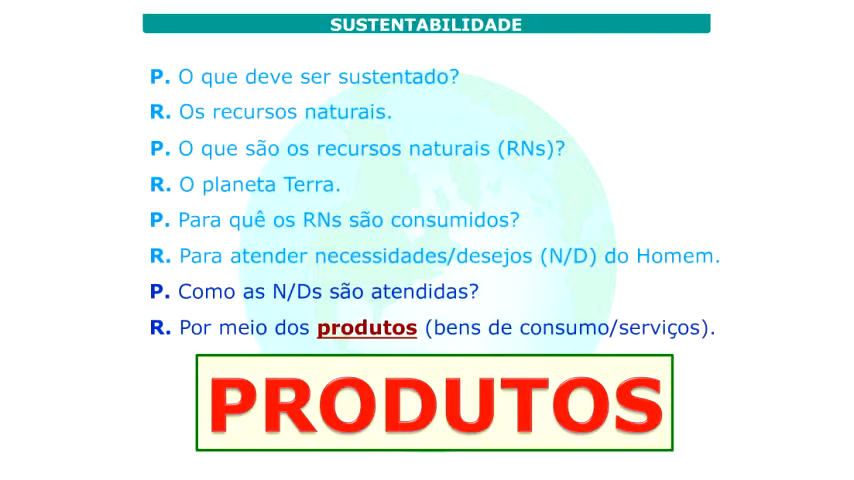 SUSTENTABILIDADE
P. O que deve ser sustentado?
R. Os recursos naturais.
P. O que são os recursos naturais (RNs)?
R. O planeta Terra.
P. Para quê os RNs são consumidos?
R. Para atender necessidades/desejos (N/D) do Homem.
P. Como as N/Ds são atendidas?
R. Por meio dos produtos (bens de consumo/serviços).
PRODUTOS